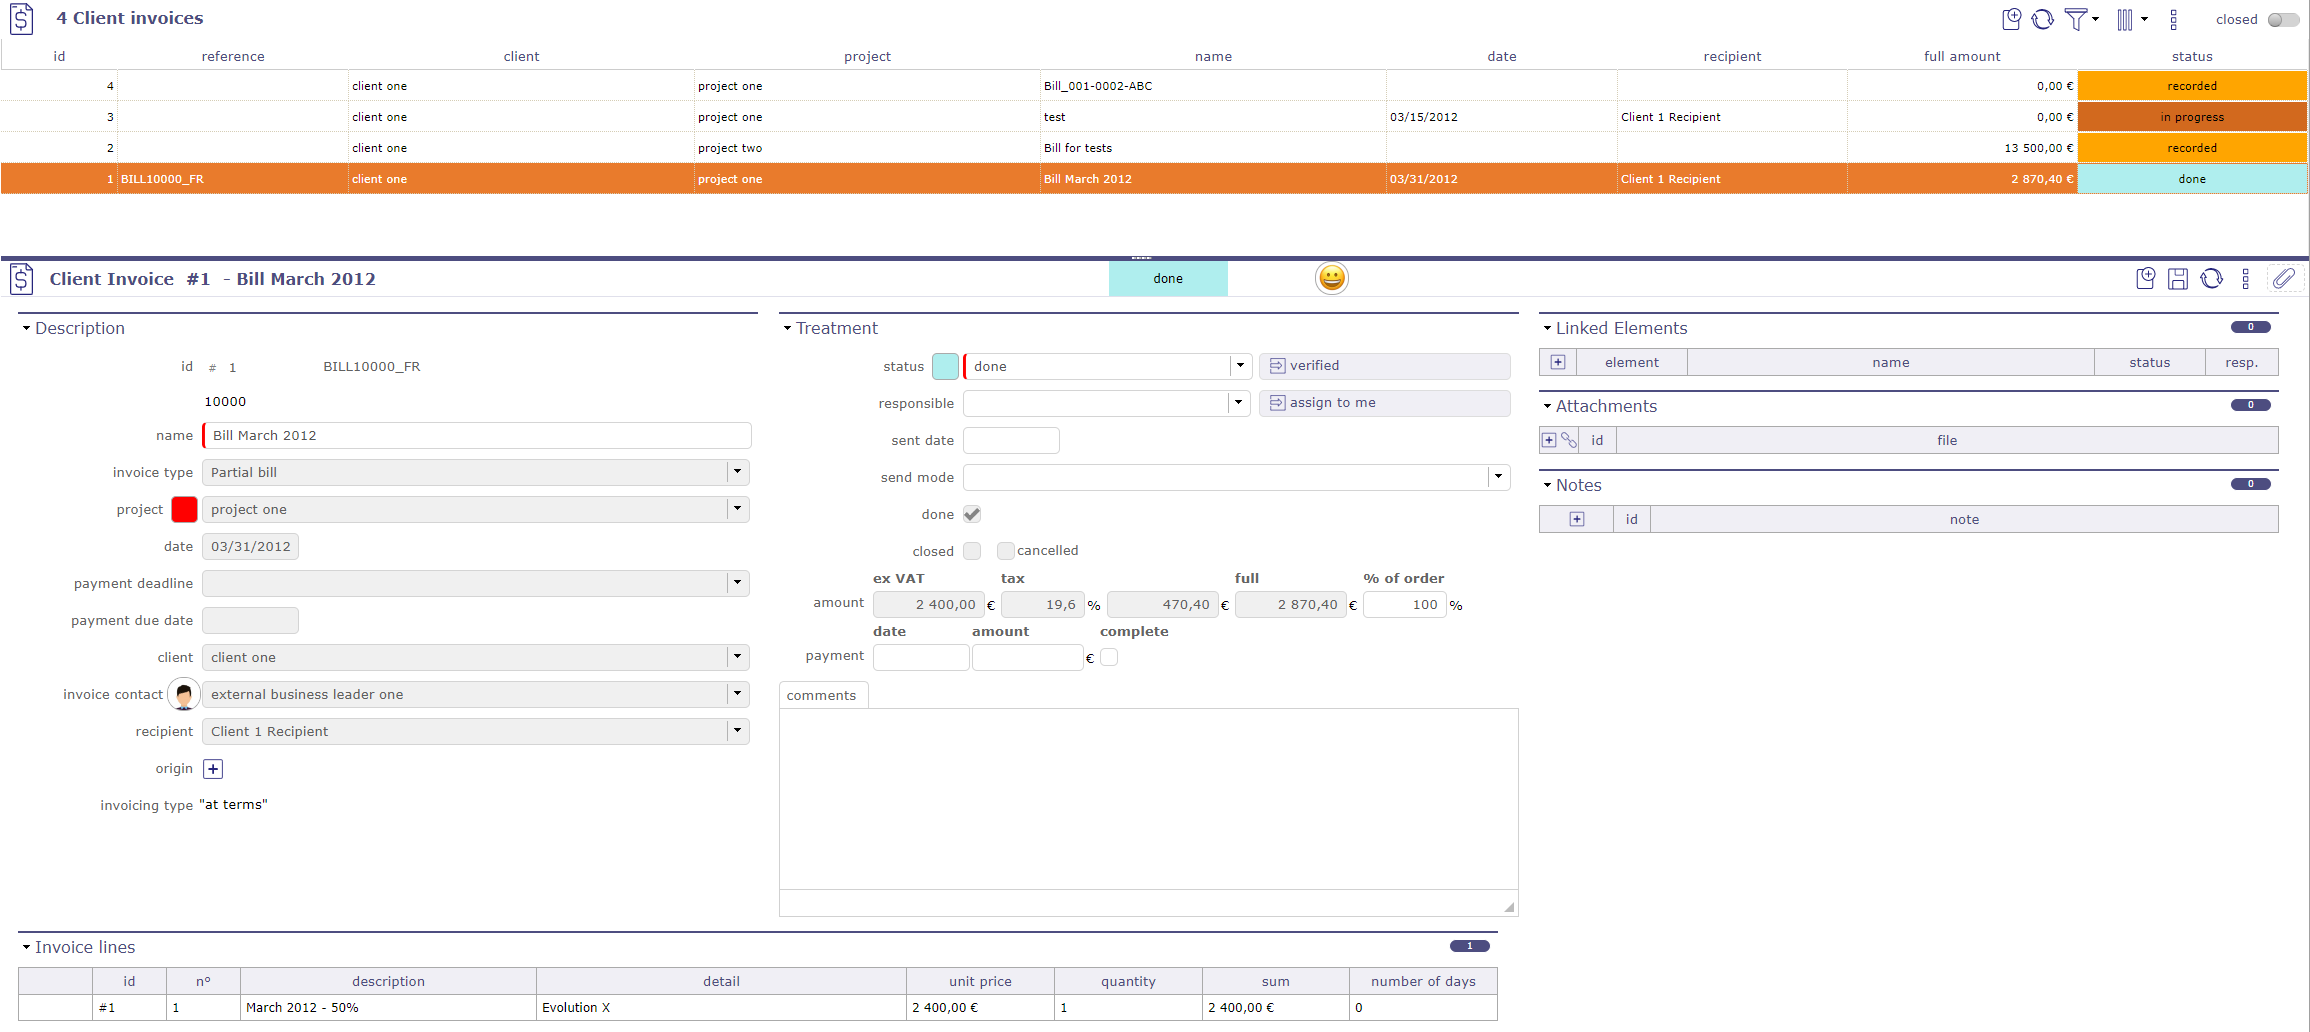 4 Client invoices closed
id reference client project name date recipient full amount status
4 client one project one Bill_001-0002-ABC 0,00 € recorded
3 client one project one test 03/15/2012 Client 1 Recipient 0,00 € in progress
2 client one project two Bill for tests 13 500,00 € recorded
1 BILL10000_FR client one project one Bill March 2012 03/31/2012 Client 1 Recipient 2 870,40 € done
Client Invoice #1 - Bill March 2012 done
Description
id # 1 BILL10000_FR
10000
name Bill March 2012
invoice type Partial bill
project project one
date 03/31/2012
payment deadline
payment due date
client client one
invoice contact external business leader one
recipient Client 1 Recipient
origin
invoicing type "at terms"
Treatment
status done verified
responsible assign to me
sent date
send mode
done
closed cancelled
ex VAT tax full % of order
amount 2 400,00 € 19,6 % 470,40 € 2 870,40 € 100 %
date amount complete
payment €
comments
Linked Elements 0
element name status resp.
Attachments 0
id file
Notes 0
id note
Invoice lines 1
id n° description detail unit price quantity sum number of days
#1 1 March 2012 - 50% Evolution X 2 400,00 € 1 2 400,00 € 0